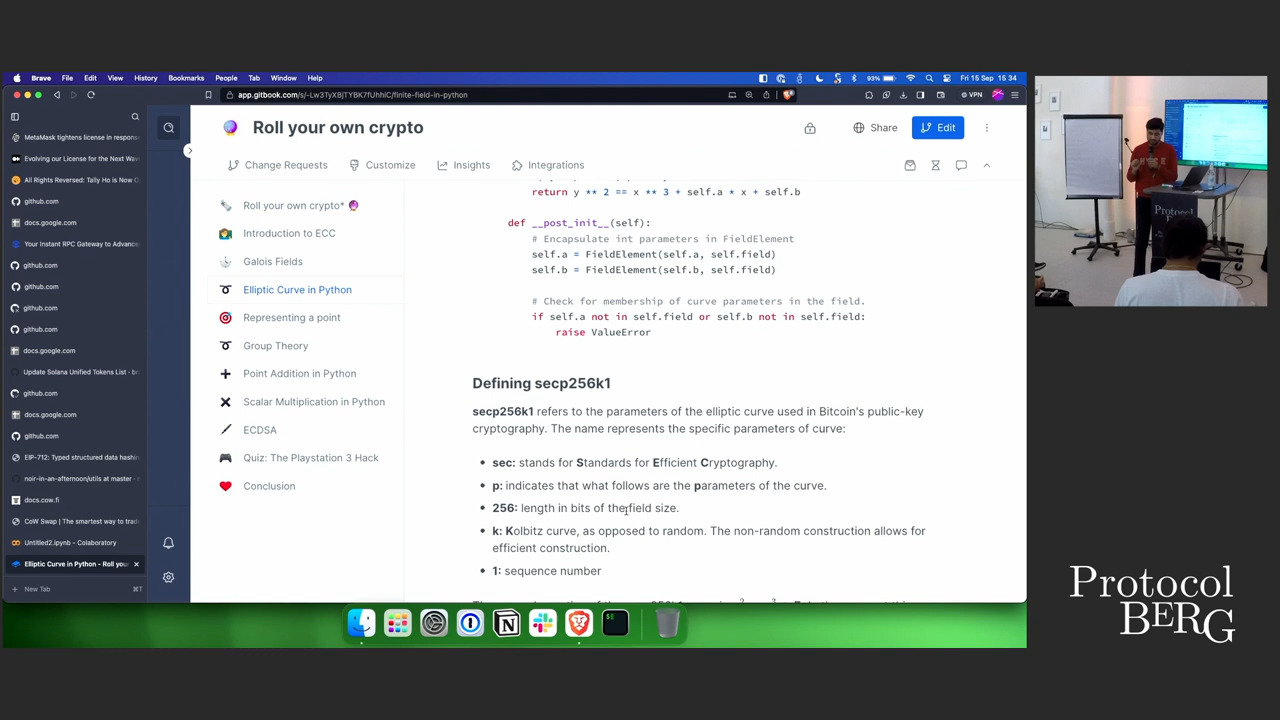 Brave File Edit View History Bookmarks People Tab Window Help 93% Fri 15 Sep 15 34
app.gitbook.com/s/-Lw3TyXBjTYBK7fUhhiC/finite-field-in-python VPN
MetaMask tightens license in respons
Evolving our License for the Next Wav
All Rights Reversed: Tally Ho is Now O
github.com
docs.google.com
Your Instant RPC Gateway to Advance
github.com
github.com
github.com
github.com
docs.google.com
Update Solana Unified Tokens List · br
github.com
docs.google.com
github.com
EIP-712: Typed structured data hashin
noir-in-an-afternoon/utils at master ·
docs.cow.fi
CoW Swap | The smartest way to trade
Untitled2.ipynb - Colaboratory
Elliptic Curve in Python - Roll your
New Tab ⌘T
Roll your own crypto
Share Edit
Change Requests Customize Insights Integrations
Roll your own crypto*
Introduction to ECC
Galois Fields
Elliptic Curve in Python
Representing a point
Group Theory
Point Addition in Python
Scalar Multiplication in Python
ECDSA
Quiz: The Playstation 3 Hack
Conclusion
return y ** 2 == x ** 3 + self.a * x + self.b
def __post_init__(self):
# Encapsulate int parameters in FieldElement
self.a = FieldElement(self.a, self.field)
self.b = FieldElement(self.b, self.field)
# Check for membership of curve parameters in the field.
if self.a not in self.field or self.b not in self.field:
raise ValueError
Defining secp256k1
secp256k1 refers to the parameters of the elliptic curve used in Bitcoin's public-key
cryptography. The name represents the specific parameters of curve:
• sec: stands for Standards for Efficient Cryptography.
• p: indicates that what follows are the parameters of the curve.
• 256: length in bits of the field size.
• k: Kolbitz curve, as opposed to random. The non-random construction allows for
efficient construction.
• 1: sequence number
Protocol
BERG
Protocol
BERG